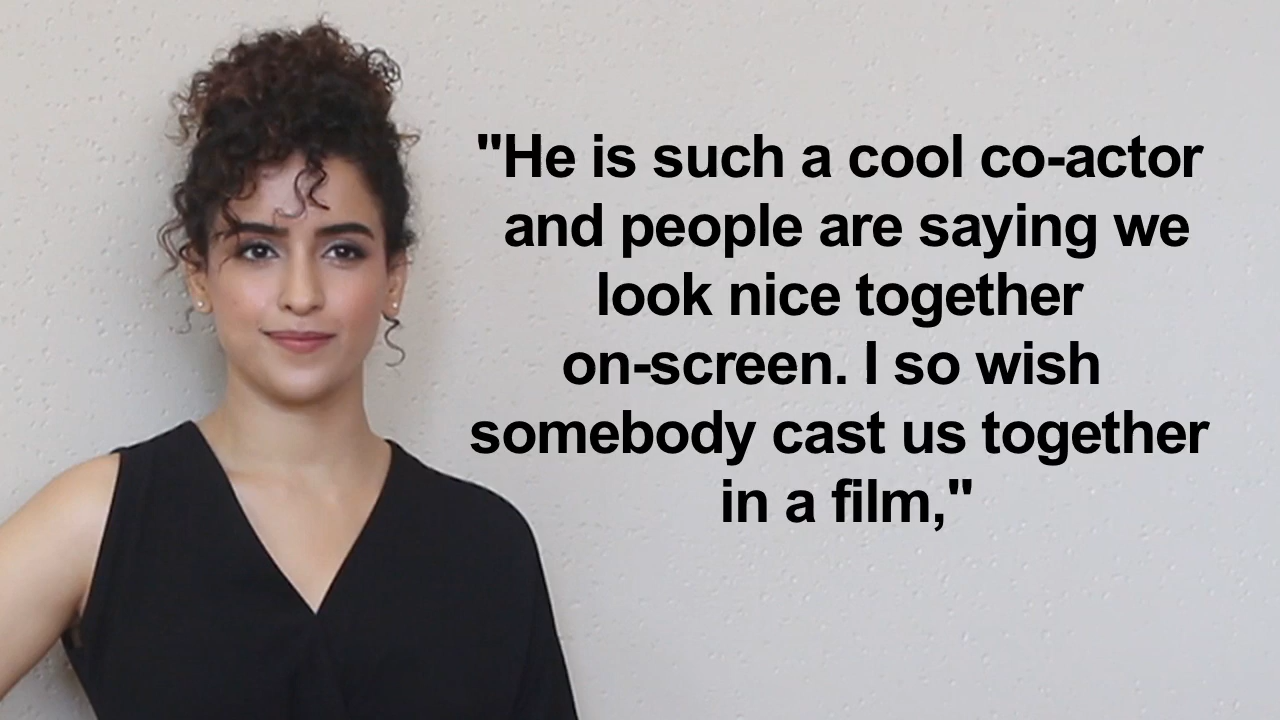 "He is such a cool co-actor
and people are saying we
look nice together
on-screen. I so wish
somebody cast us together
in a film,"